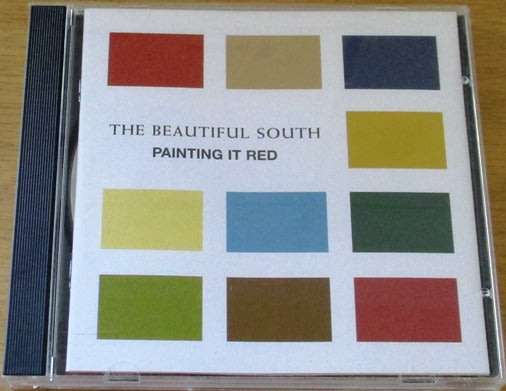 THE BEAUTIFUL SOUTH
PAINTING IT RED